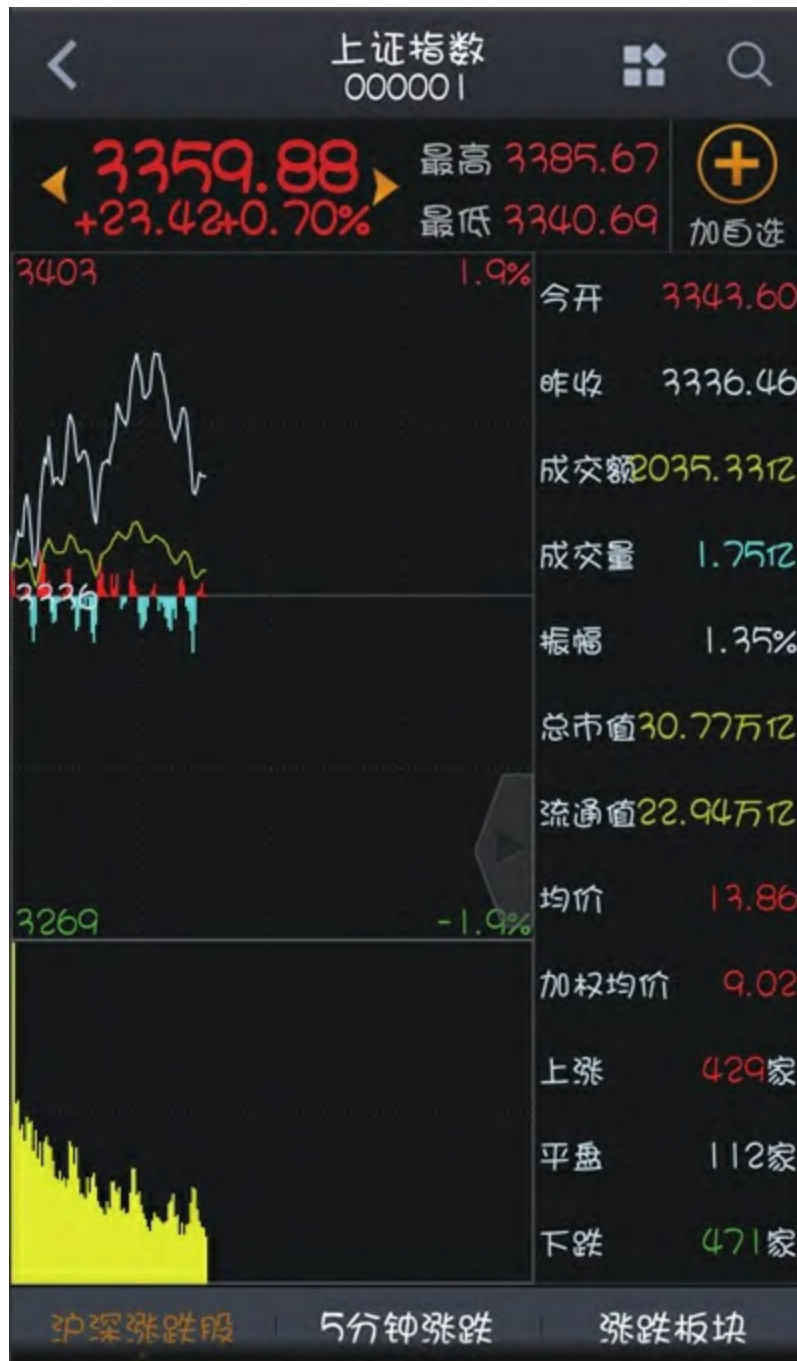 上证指数
000001
3359.88
+23.42+0.70%
最高 3385.67
最低 3340.69
加自选
3403 1.9%
3336
3269 -1.9%
今开 3343.60
昨收 3336.46
成交额2035.33亿
成交量 1.75亿
振幅 1.35%
总市值30.77万亿
流通值22.94万亿
均价 13.86
加权均价 9.02
上涨 429家
平盘 112家
下跌 471家
沪深涨跌股 5分钟涨跌 涨跌板块